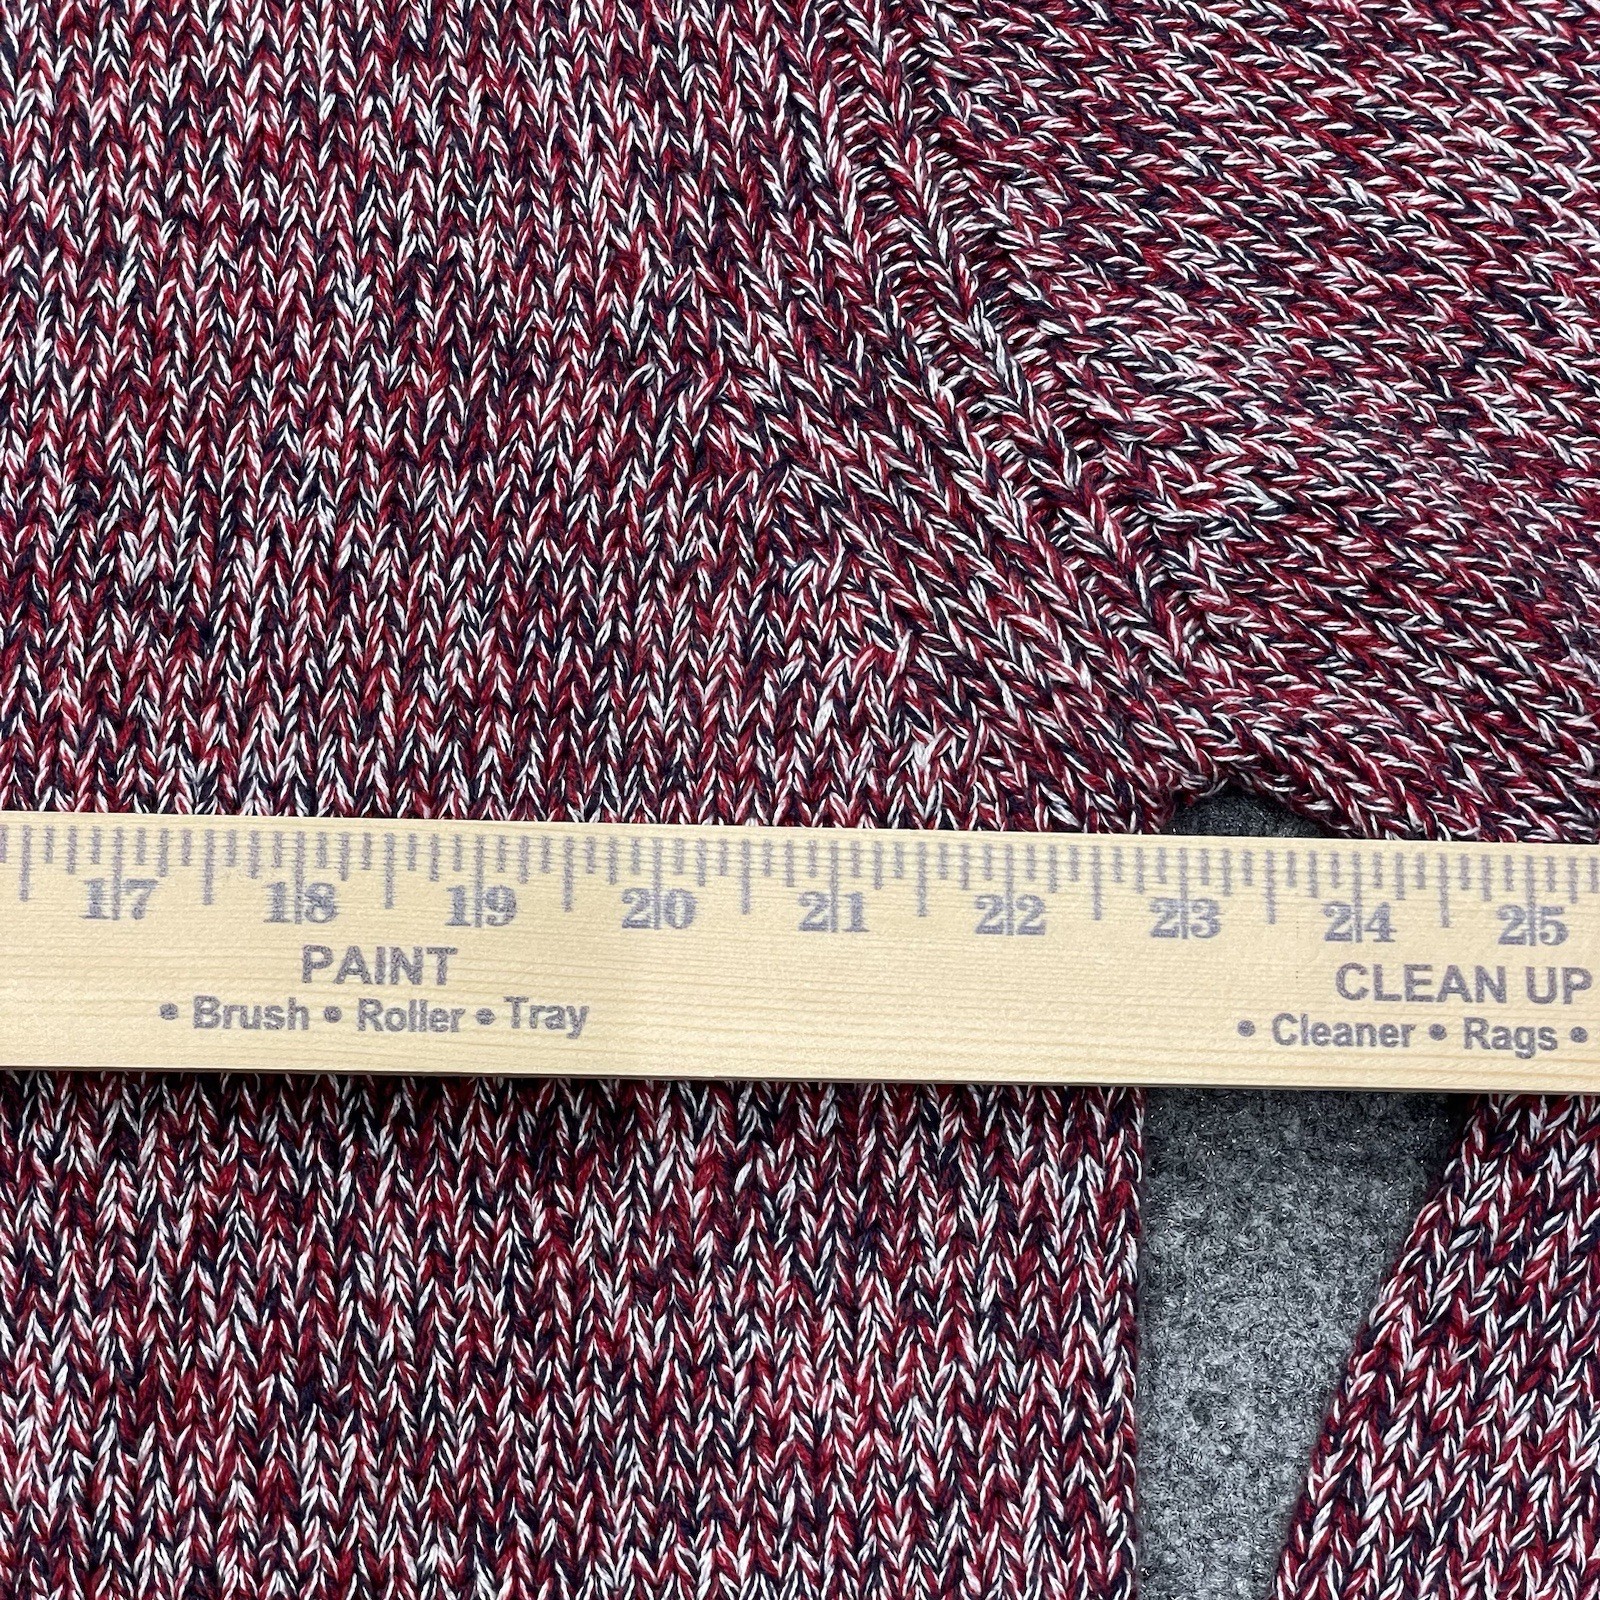 17 18 19 20 21 22 23 24 25
PAINT
• Brush • Roller • Tray
CLEAN UP
• Cleaner • Rags •